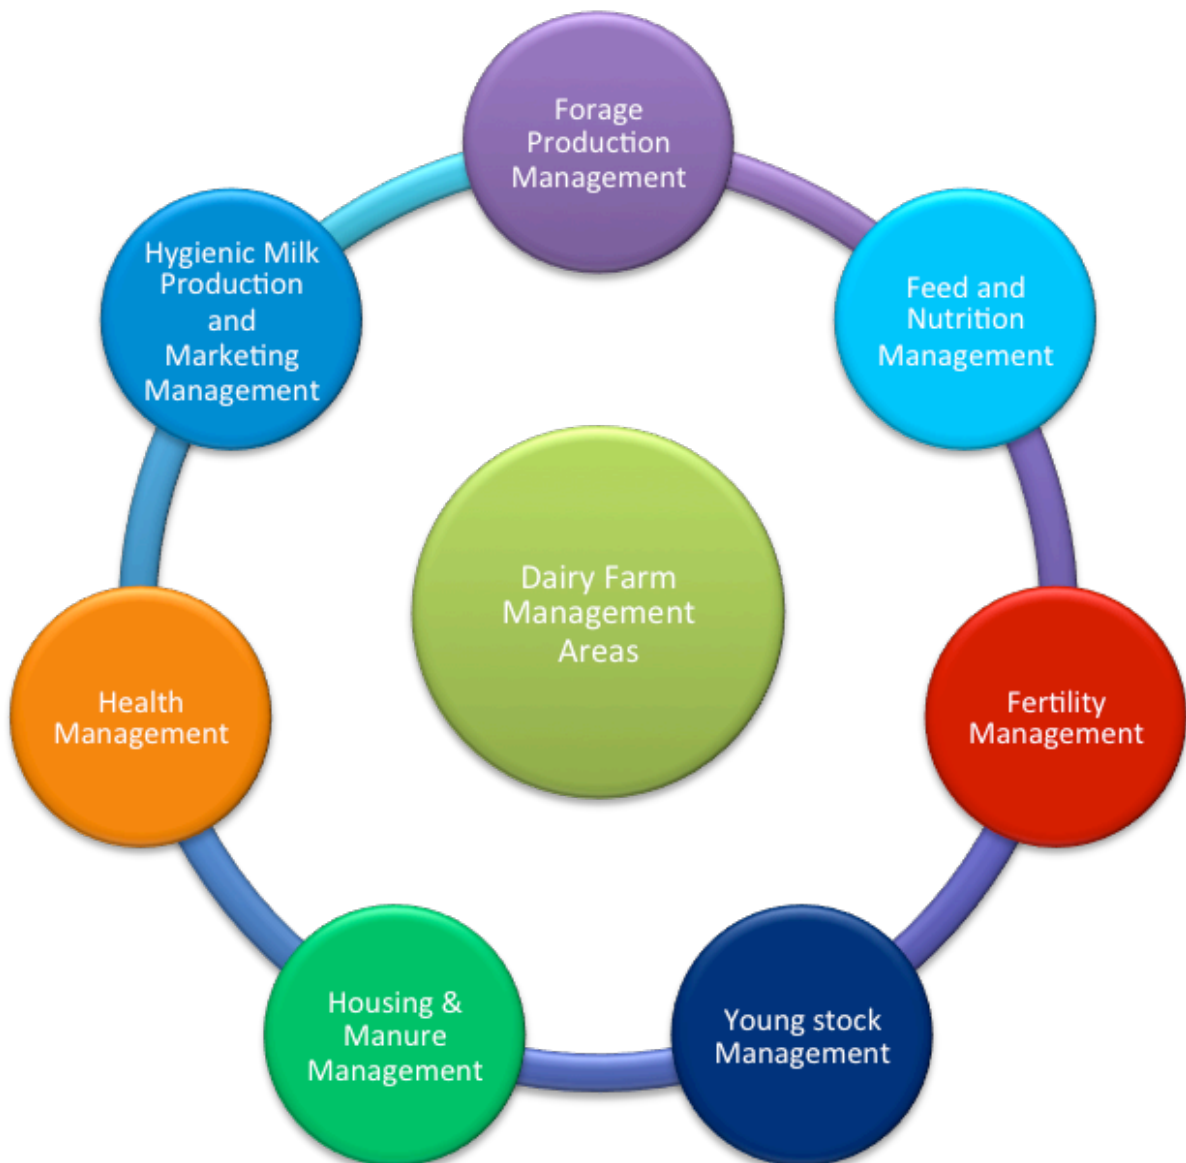 Forage
Production
Management
Feed and
Nutrition
Management
Fertility
Management
Young stock
Management
Housing &
Manure
Management
Health
Management
Hygienic Milk
Production
and
Marketing
Management
Dairy Farm
Management
Areas